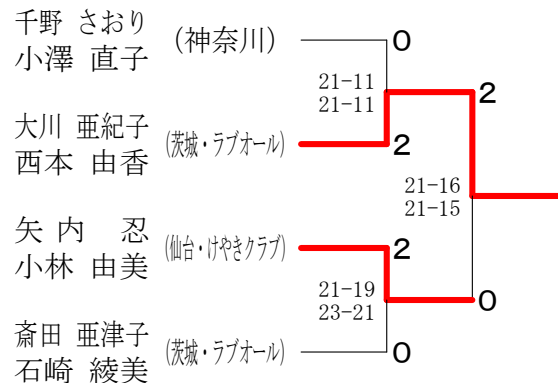 千野 さおり
小澤 直子
(神奈川)
0
21-11
21-11
2
大川 亜紀子
西本 由香
(茨城・ラブオール)
2
21-16
21-15
矢内 忍
小林 由美
(仙台・けやきクラブ)
2
21-19
23-21
0
斎田 亜津子
石崎 綾美
(茨城・ラブオール)
0